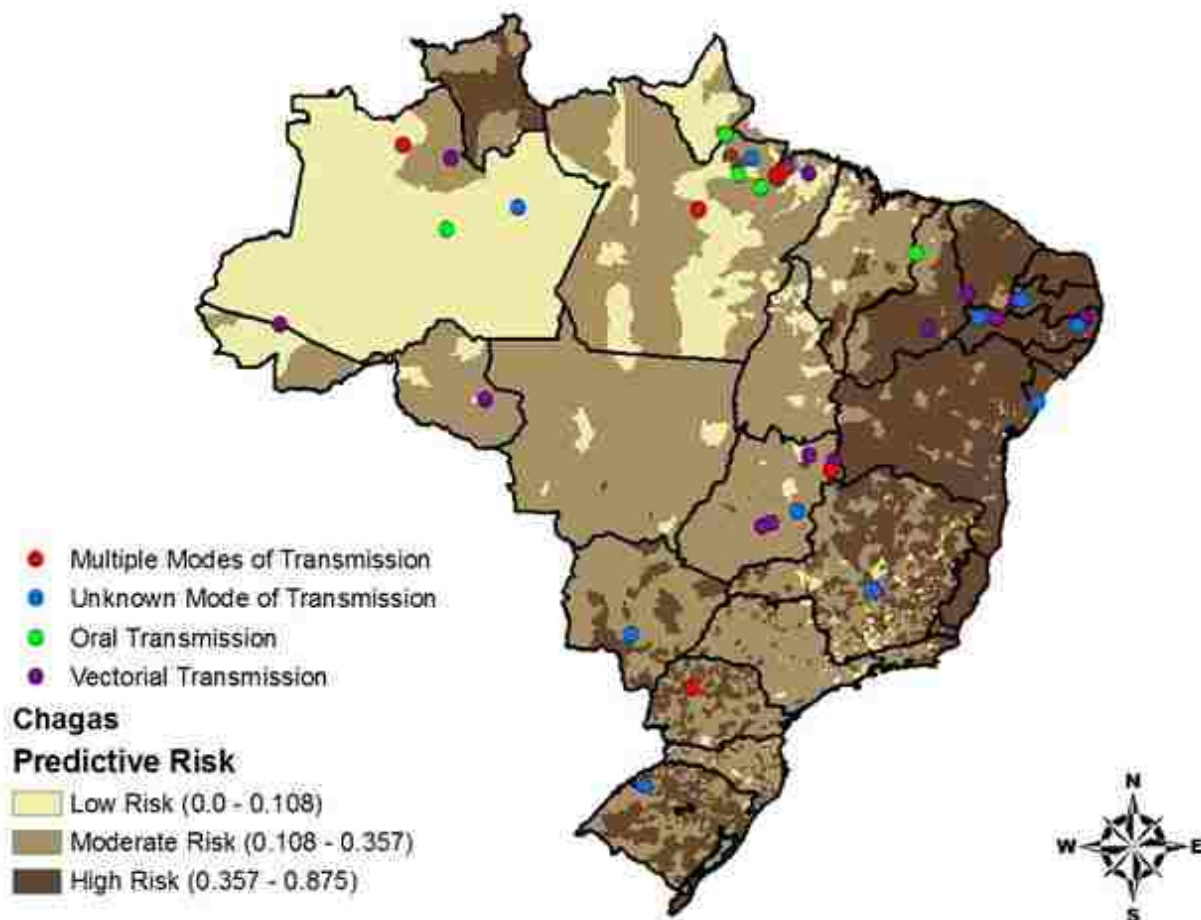 Multiple Modes of Transmission
Unknown Mode of Transmission
Oral Transmission
Vectorial Transmission
Chagas
Predictive Risk
Low Risk (0.0 - 0.108)
Moderate Risk (0.108 - 0.357)
High Risk (0.357 - 0.875)
N
W E
S